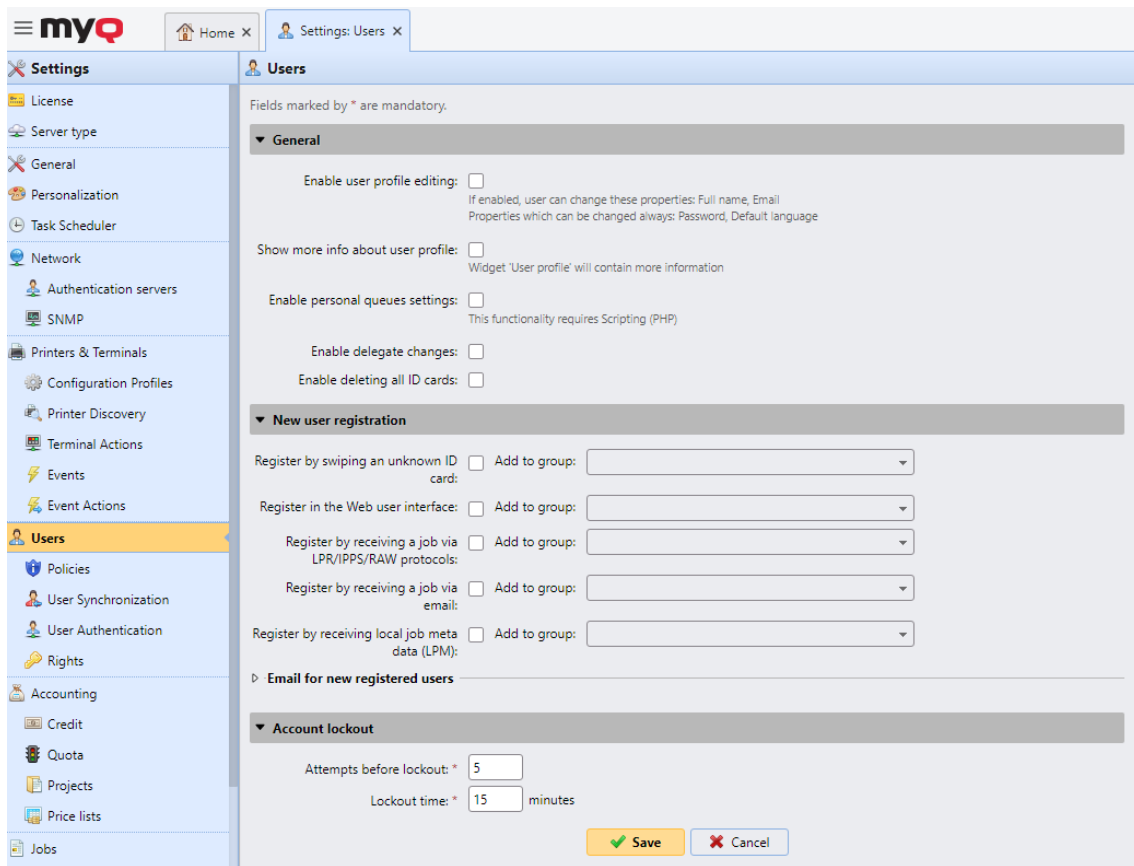 myQ
Home
Settings: Users
Settings
License
Server type
General
Personalization
Task Scheduler
Network
Authentication servers
SNMP
Printers & Terminals
Configuration Profiles
Printer Discovery
Terminal Actions
Events
Event Actions
Users
Policies
User Synchronization
User Authentication
Rights
Accounting
Credit
Quota
Projects
Price lists
Jobs
Users
Fields marked by * are mandatory.
General
Enable user profile editing:
If enabled, user can change these properties: Full name, Email
Properties which can be changed always: Password, Default language
Show more info about user profile:
Widget 'User profile' will contain more information
Enable personal queues settings:
This functionality requires Scripting (PHP)
Enable delegate changes:
Enable deleting all ID cards:
New user registration
Register by swiping an unknown ID card: Add to group:
Register in the Web user interface: Add to group:
Register by receiving a job via LPR/IPPS/RAW protocols: Add to group:
Register by receiving a job via email: Add to group:
Register by receiving local job meta data (LPM): Add to group:
Email for new registered users
Account lockout
Attempts before lockout: * 5
Lockout time: * 15 minutes
Save Cancel